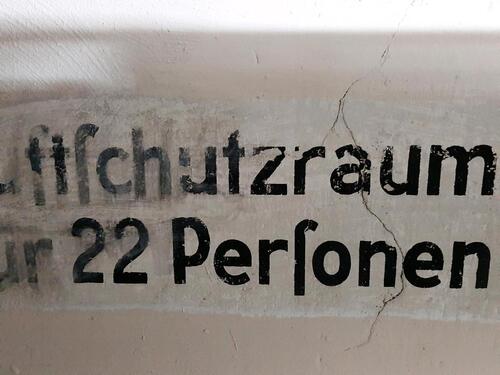 uftſchutzraum
ür 22 Perſonen